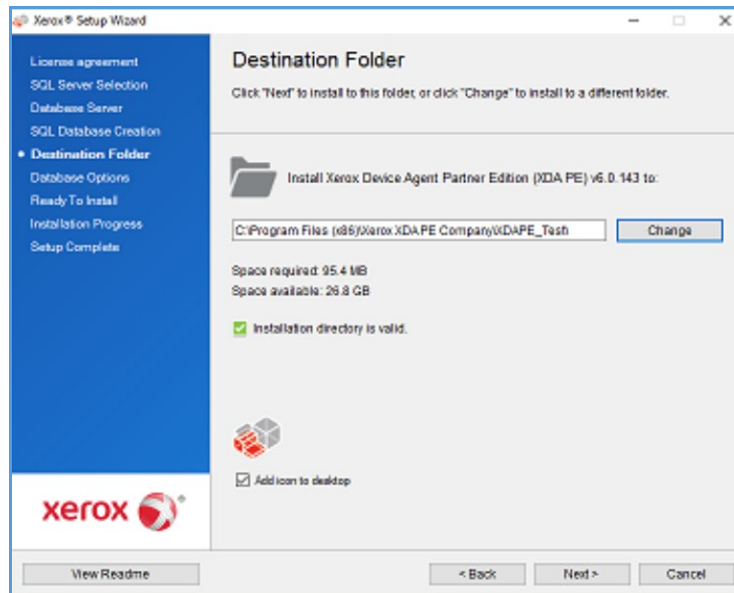 Xerox® Setup Wizard
License agreement
SQL Server Selection
Database Server
SQL Database Creation
Destination Folder
Database Options
Ready To Install
Installation Progress
Setup Complete
Destination Folder
Click "Next" to install to this folder, or click "Change" to install to a different folder.
Install Xerox Device Agent Partner Edition (XDA PE) v6.0.143 to:
C:\Program Files (x86)\Xerox XDA PE Company\XDAPE_Test\
Change
Space required: 95.4 MB
Space available: 26.8 GB
Installation directory is valid.
Add icon to desktop
xerox
View Readme
< Back
Next >
Cancel